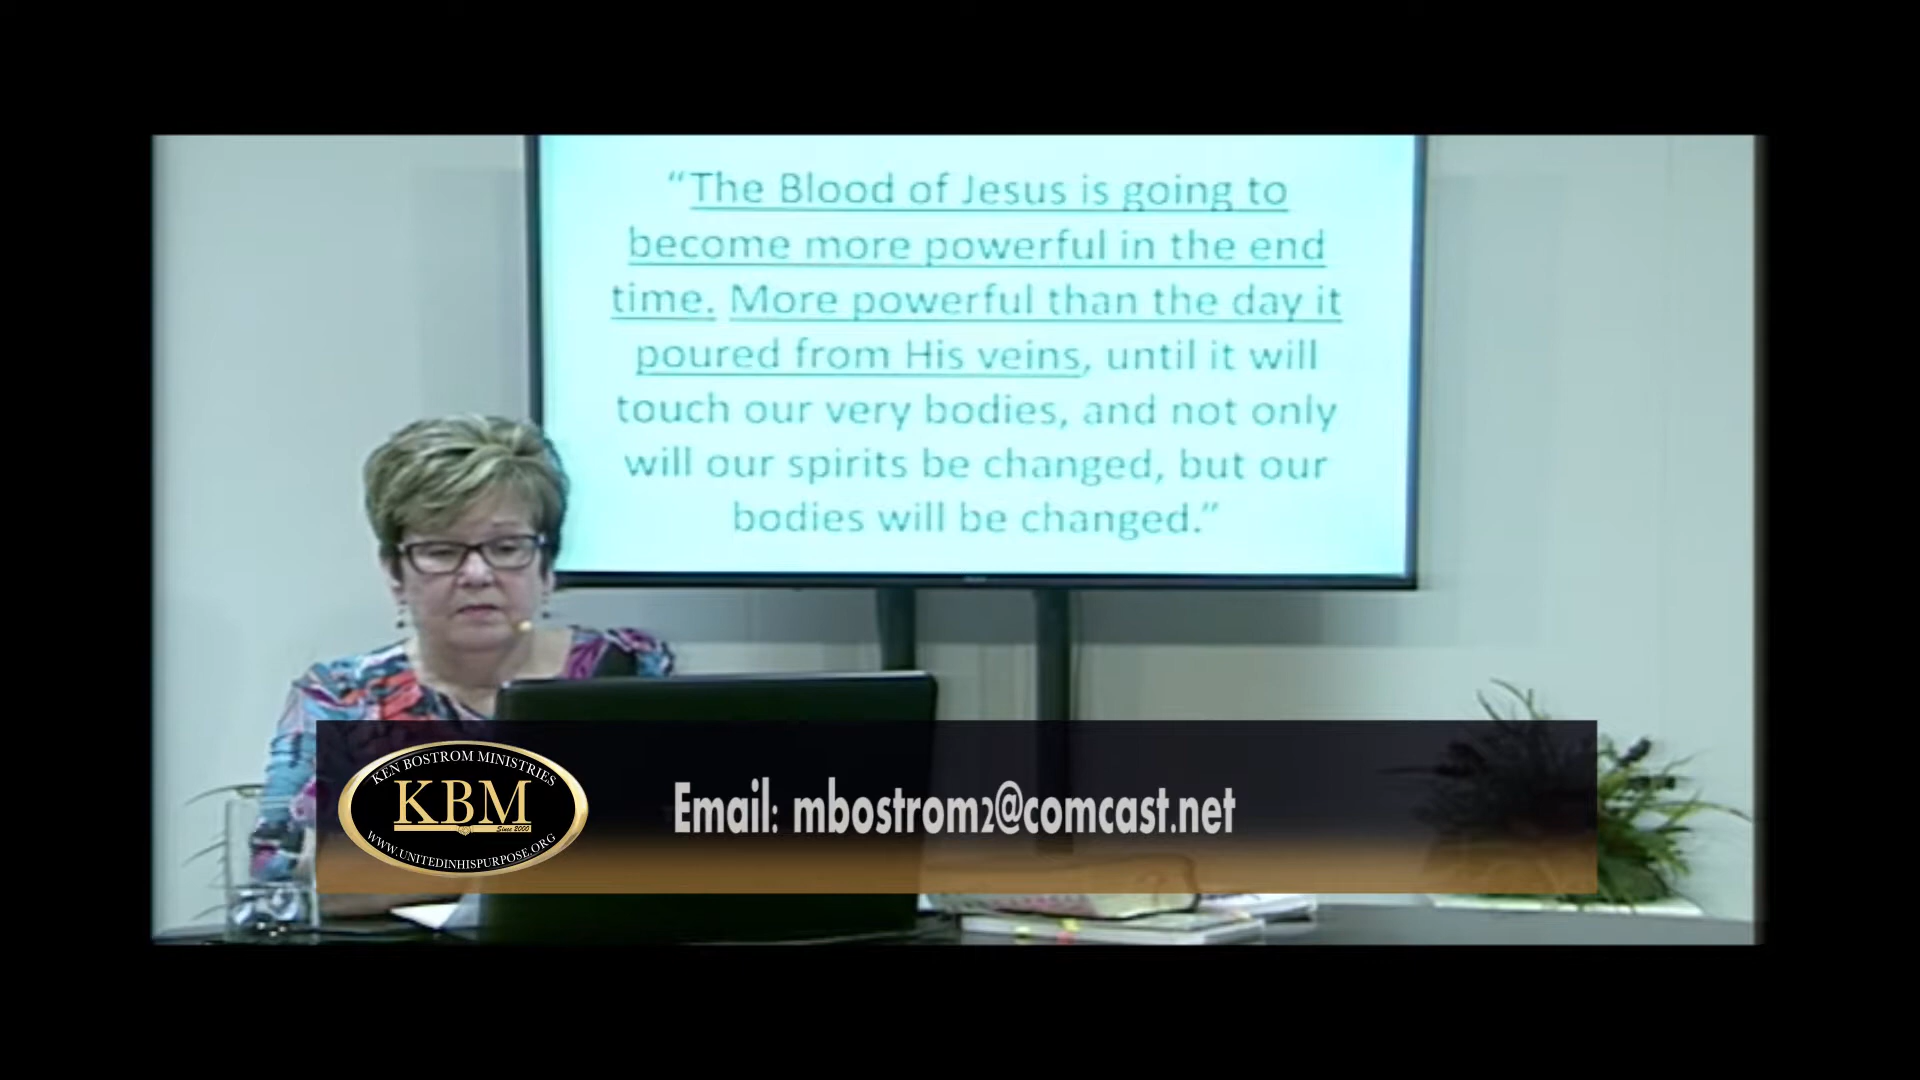 “The Blood of Jesus is going to
become more powerful in the end
time. More powerful than the day it
poured from His veins, until it will
touch our very bodies, and not only
will our spirits be changed, but our
bodies will be changed.”
KEN BOSTROM MINISTRIES
KBM
Since 2000
WWW.UNITEDINHISPURPOSE.ORG
Email: mbostrom2@comcast.net